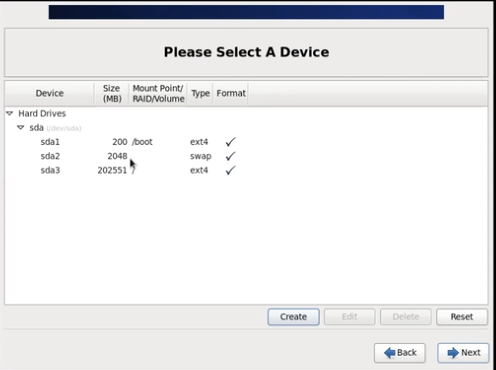 Please Select A Device
Device Size (MB) Mount Point/ RAID/Volume Type Format
Hard Drives
sda (/dev/sda)
sda1 200 /boot ext4
sda2 2048 swap
sda3 202551 / ext4
Create Edit Delete Reset
Back Next